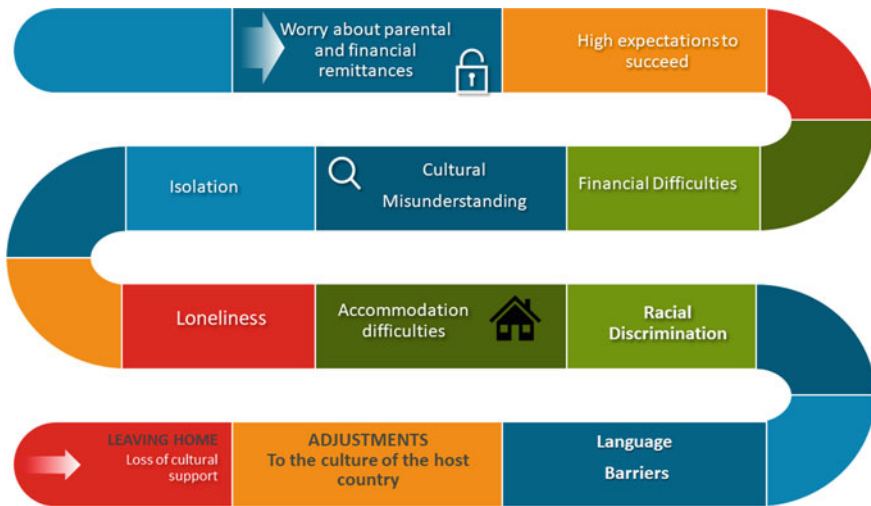 Worry about parental
and financial
remittances
High expectations to
succeed
Isolation
Cultural
Misunderstanding
Financial Difficulties
Loneliness
Accommodation
difficulties
Racial
Discrimination
LEAVING HOME
Loss of cultural
support
ADJUSTMENTS
To the culture of the host
country
Language
Barriers